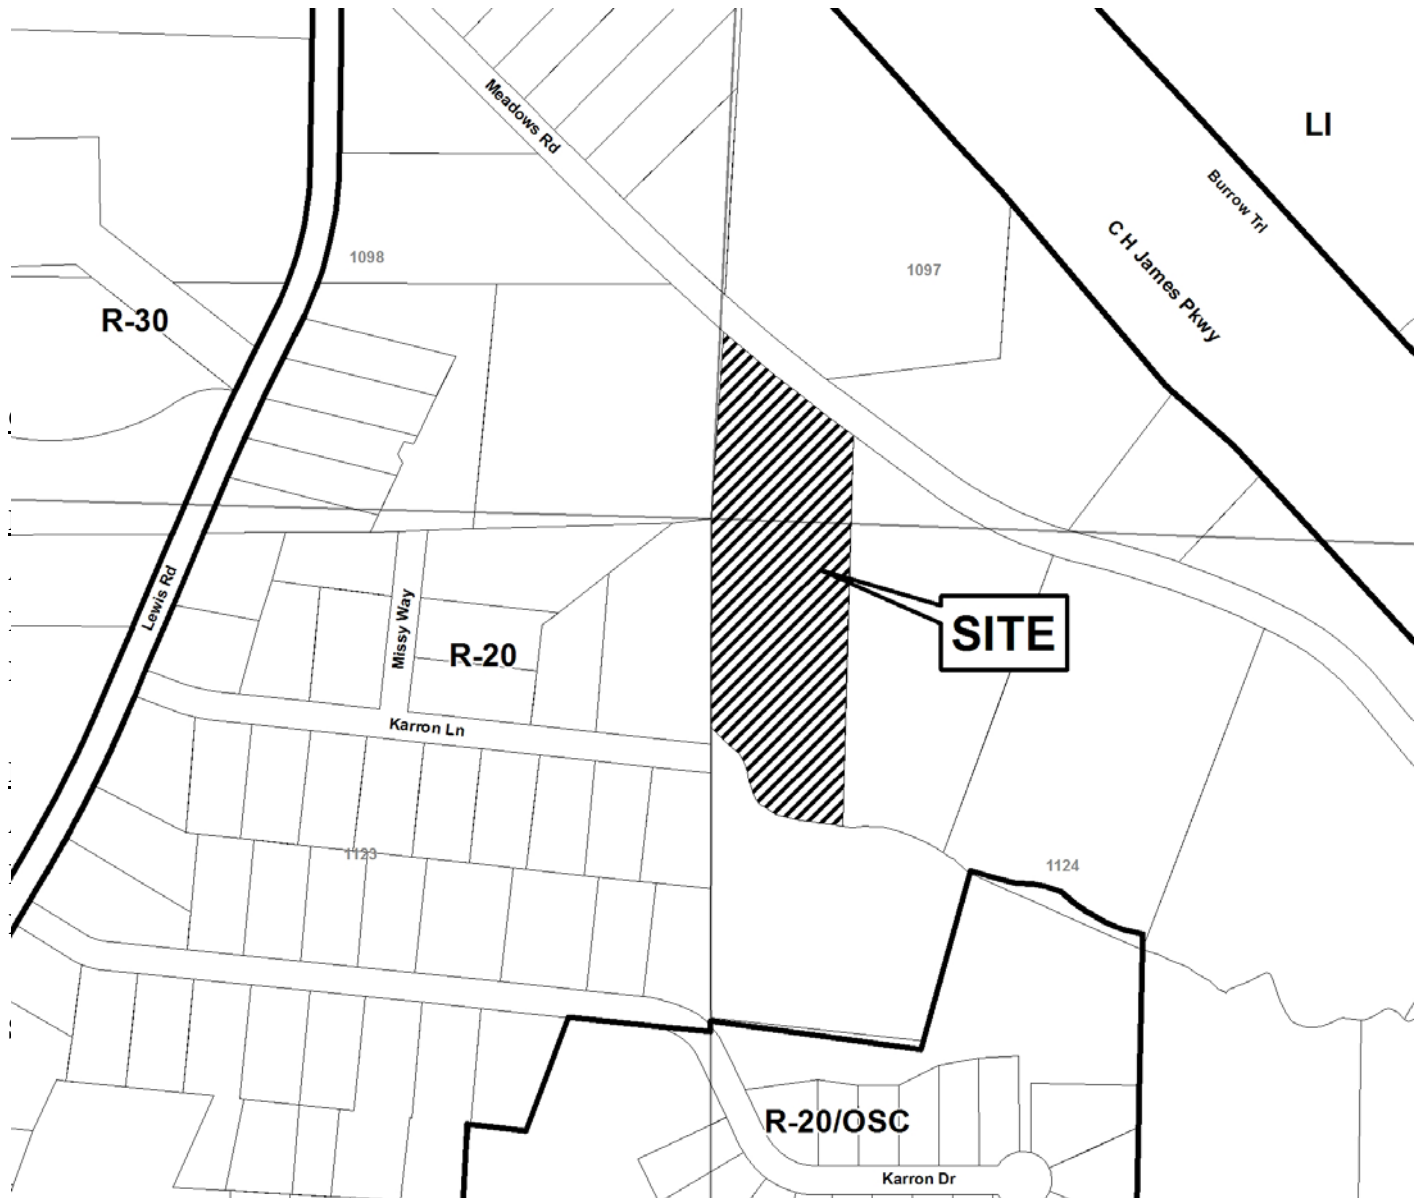 Meadows Rd
LI
Burrow Trl
C H James Pkwy
1098
1097
R-30
SITE
Lewis Rd
Missy Way
R-20
Karron Ln
1123
1124
R-20/OSC
Karron Dr